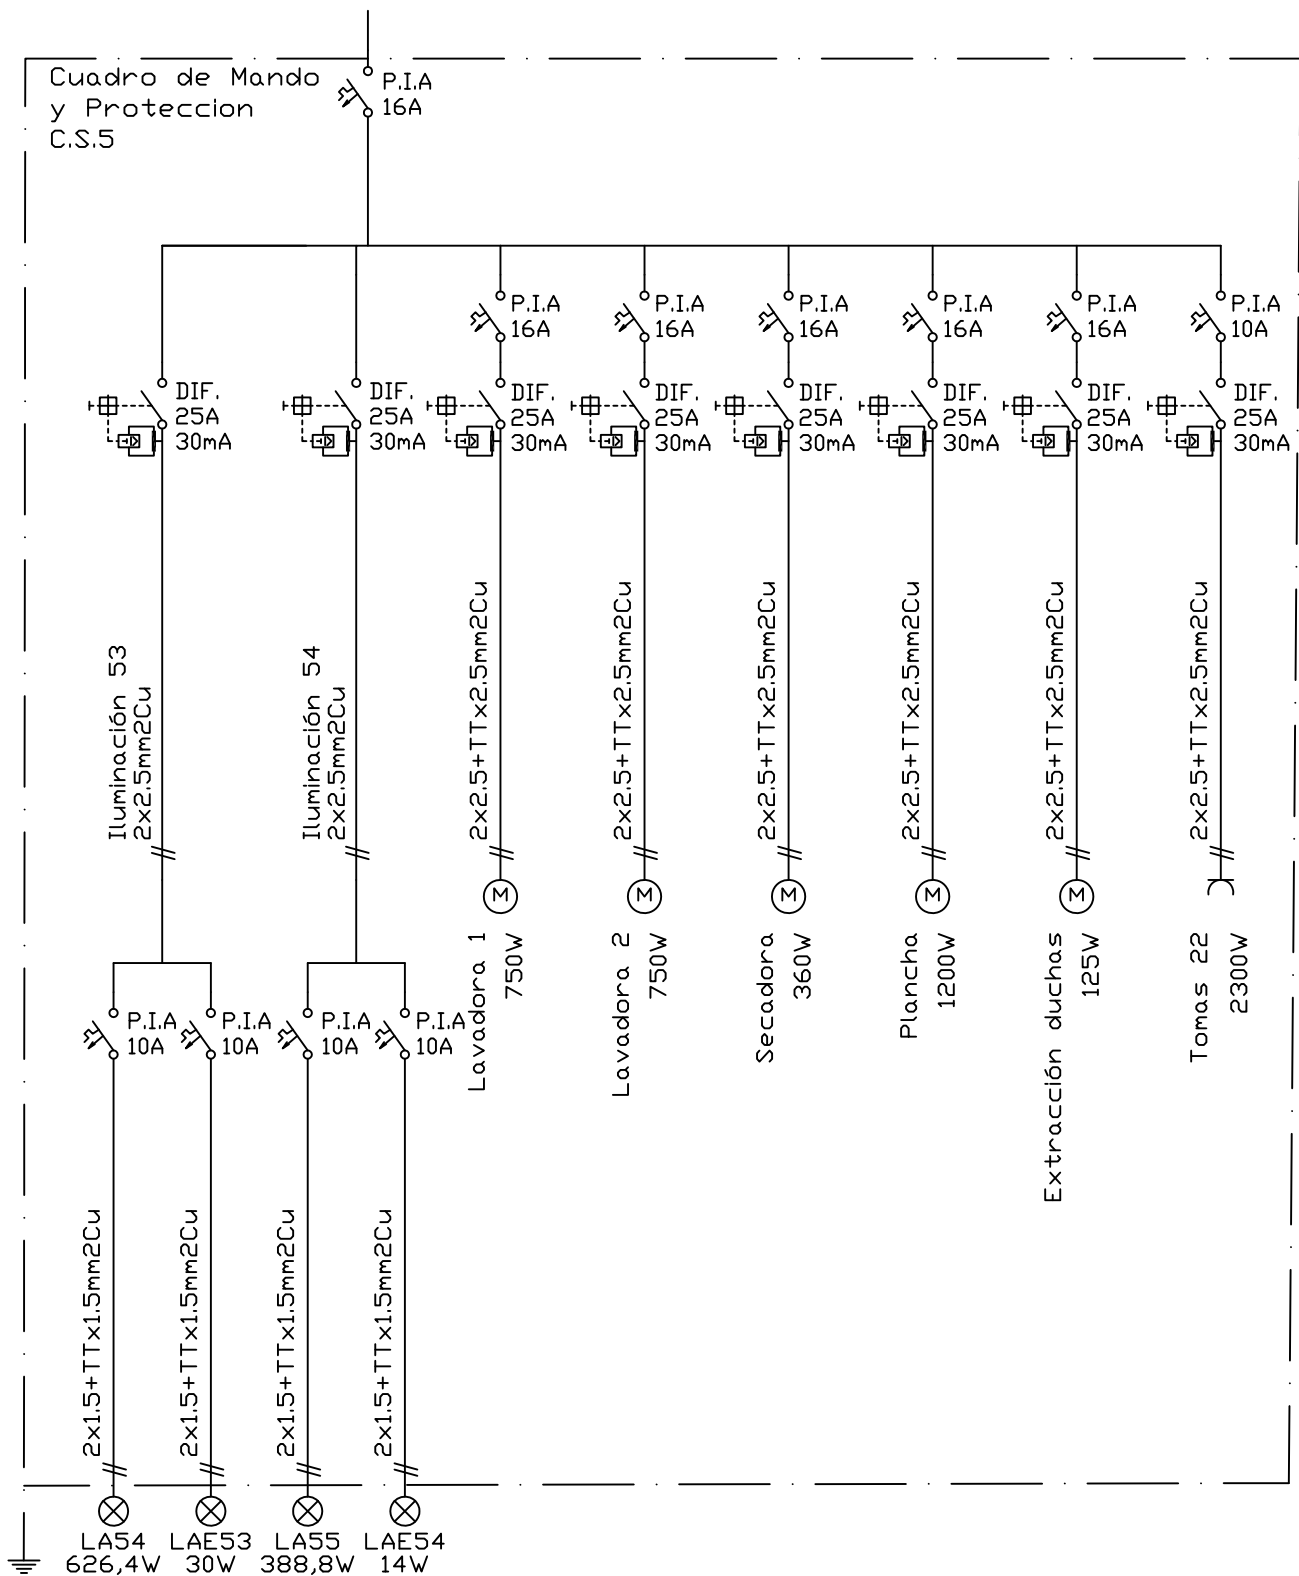 Cuadro de Mando
y Proteccion
C.S.5
P.I.A
16A
P.I.A
16A
P.I.A
16A
P.I.A
16A
P.I.A
16A
P.I.A
16A
P.I.A
10A
DIF.
25A
30mA
DIF.
25A
30mA
DIF.
25A
30mA
DIF.
25A
30mA
DIF.
25A
30mA
DIF.
25A
30mA
DIF.
25A
30mA
DIF.
25A
30mA
Iluminación 53
2x2.5mm2Cu
Iluminación 54
2x2.5mm2Cu
2x2.5+TTx2.5mm2Cu
2x2.5+TTx2.5mm2Cu
2x2.5+TTx2.5mm2Cu
2x2.5+TTx2.5mm2Cu
2x2.5+TTx2.5mm2Cu
2x2.5+TTx2.5mm2Cu
M
M
M
M
M
Lavadora 1
750W
Lavadora 2
750W
Secadora
360W
Plancha
1200W
Extracción duchas
125W
Tomas 22
2300W
P.I.A
10A
P.I.A
10A
P.I.A
10A
P.I.A
10A
2x1.5+TTx1.5mm2Cu
2x1.5+TTx1.5mm2Cu
2x1.5+TTx1.5mm2Cu
2x1.5+TTx1.5mm2Cu
LA54
626,4W
LAE53
30W
LA55
388,8W
LAE54
14W